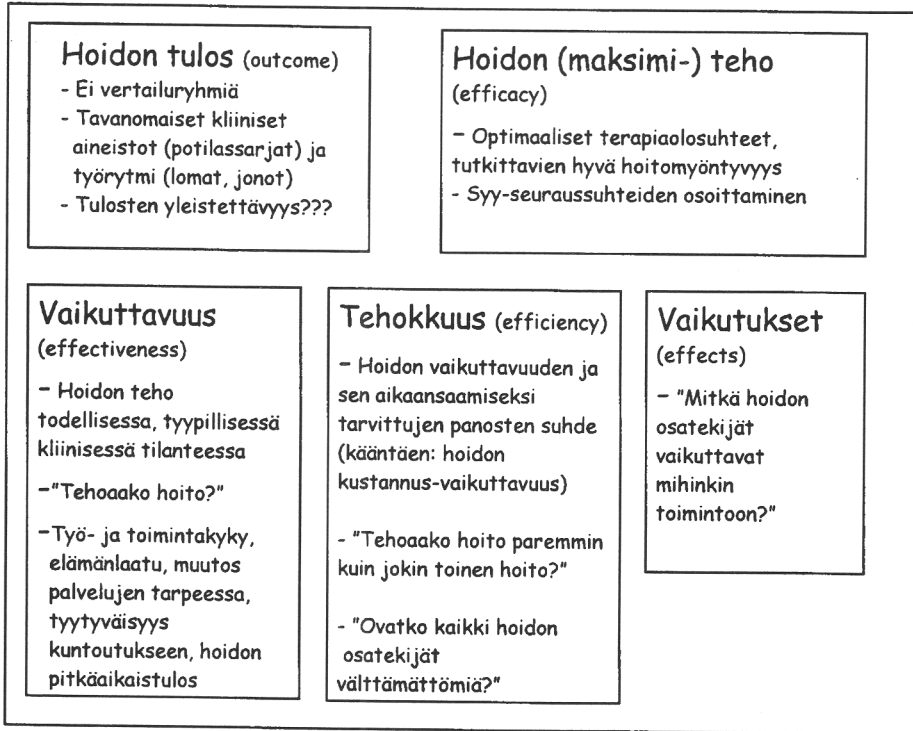 Hoidon tulos (outcome)
- Ei vertailuryhmiä
- Tavanomaiset kliiniset
aineistot (potilassarjat) ja
työrytmi (lomat, jonot)
- Tulosten yleistettävyys???
Hoidon (maksimi-) teho
(efficacy)
- Optimaaliset terapiaolosuhteet,
tutkittavien hyvä hoitomyöntyvyys
- Syy-seuraussuhteiden osoittaminen
Vaikuttavuus
(effectiveness)
- Hoidon teho
todellisessa, tyypillisessä
kliinisessä tilanteessa
-"Tehoaako hoito?"
-Työ- ja toimintakyky,
elämänlaatu, muutos
palvelujen tarpeessa,
tyytyväisyys
kuntoutukseen, hoidon
pitkäaikaistulos
Tehokkuus (efficiency)
- Hoidon vaikuttavuuden ja
sen aikaansaamiseksi
tarvittujen panosten suhde
(kääntäen: hoidon
kustannus-vaikuttavuus)
- "Tehoaako hoito paremmin
kuin jokin toinen hoito?"
- "Ovatko kaikki hoidon
osatekijät
välttämättömiä?"
Vaikutukset
(effects)
- "Mitkä hoidon
osatekijät
vaikuttavat
mihinkin
toimintoon?"